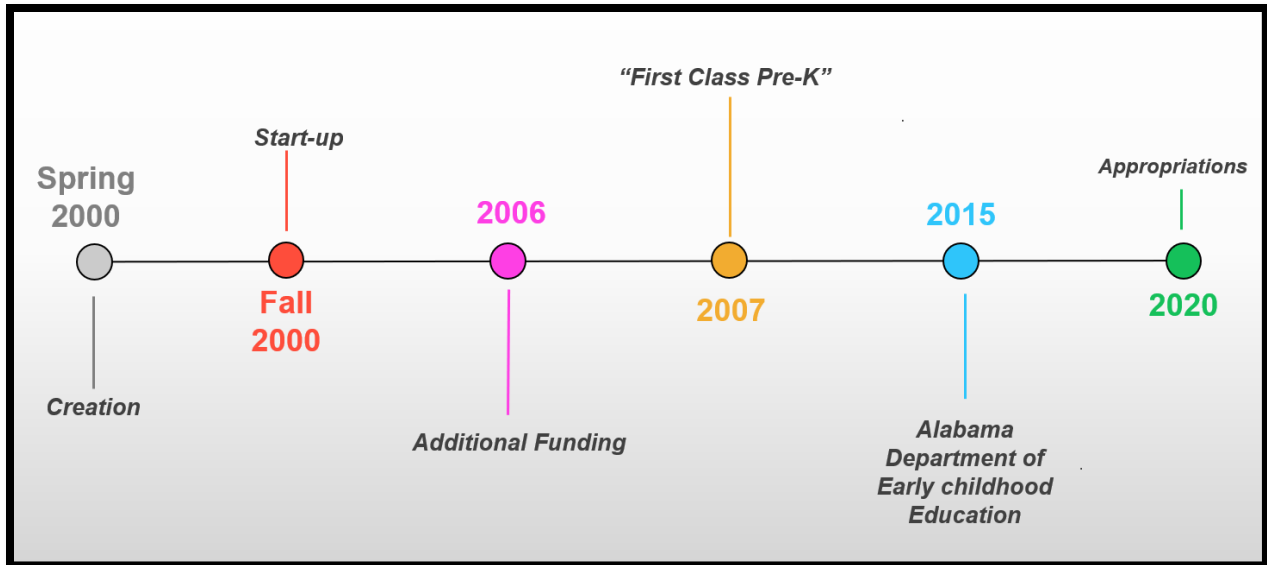 Spring
2000
Creation
Start-up
Fall
2000
2006
Additional Funding
“First Class Pre-K”
2007
2015
Alabama
Department of
Early childhood
Education
Appropriations
2020